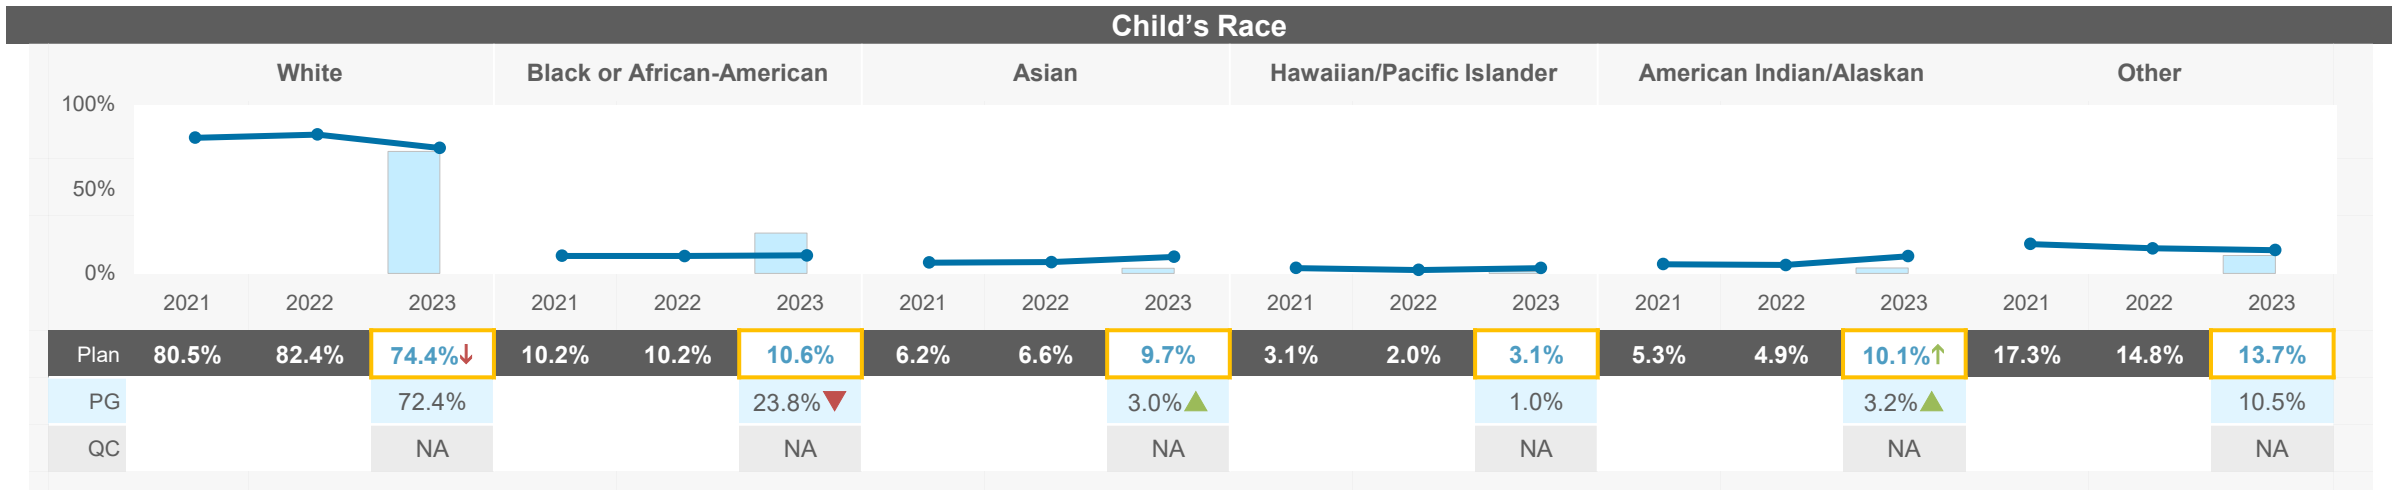 Child’s Race
White Black or African-American Asian Hawaiian/Pacific Islander American Indian/Alaskan Other
100%
50%
0%
2021 2022 2023 2021 2022 2023 2021 2022 2023 2021 2022 2023 2021 2022 2023 2021 2022 2023
Plan 80.5% 82.4% 74.4%↓ 10.2% 10.2% 10.6% 6.2% 6.6% 9.7% 3.1% 2.0% 3.1% 5.3% 4.9% 10.1%↑ 17.3% 14.8% 13.7%
PG 72.4% 23.8%▼ 3.0%▲ 1.0% 3.2%▲ 10.5%
QC NA NA NA NA NA NA